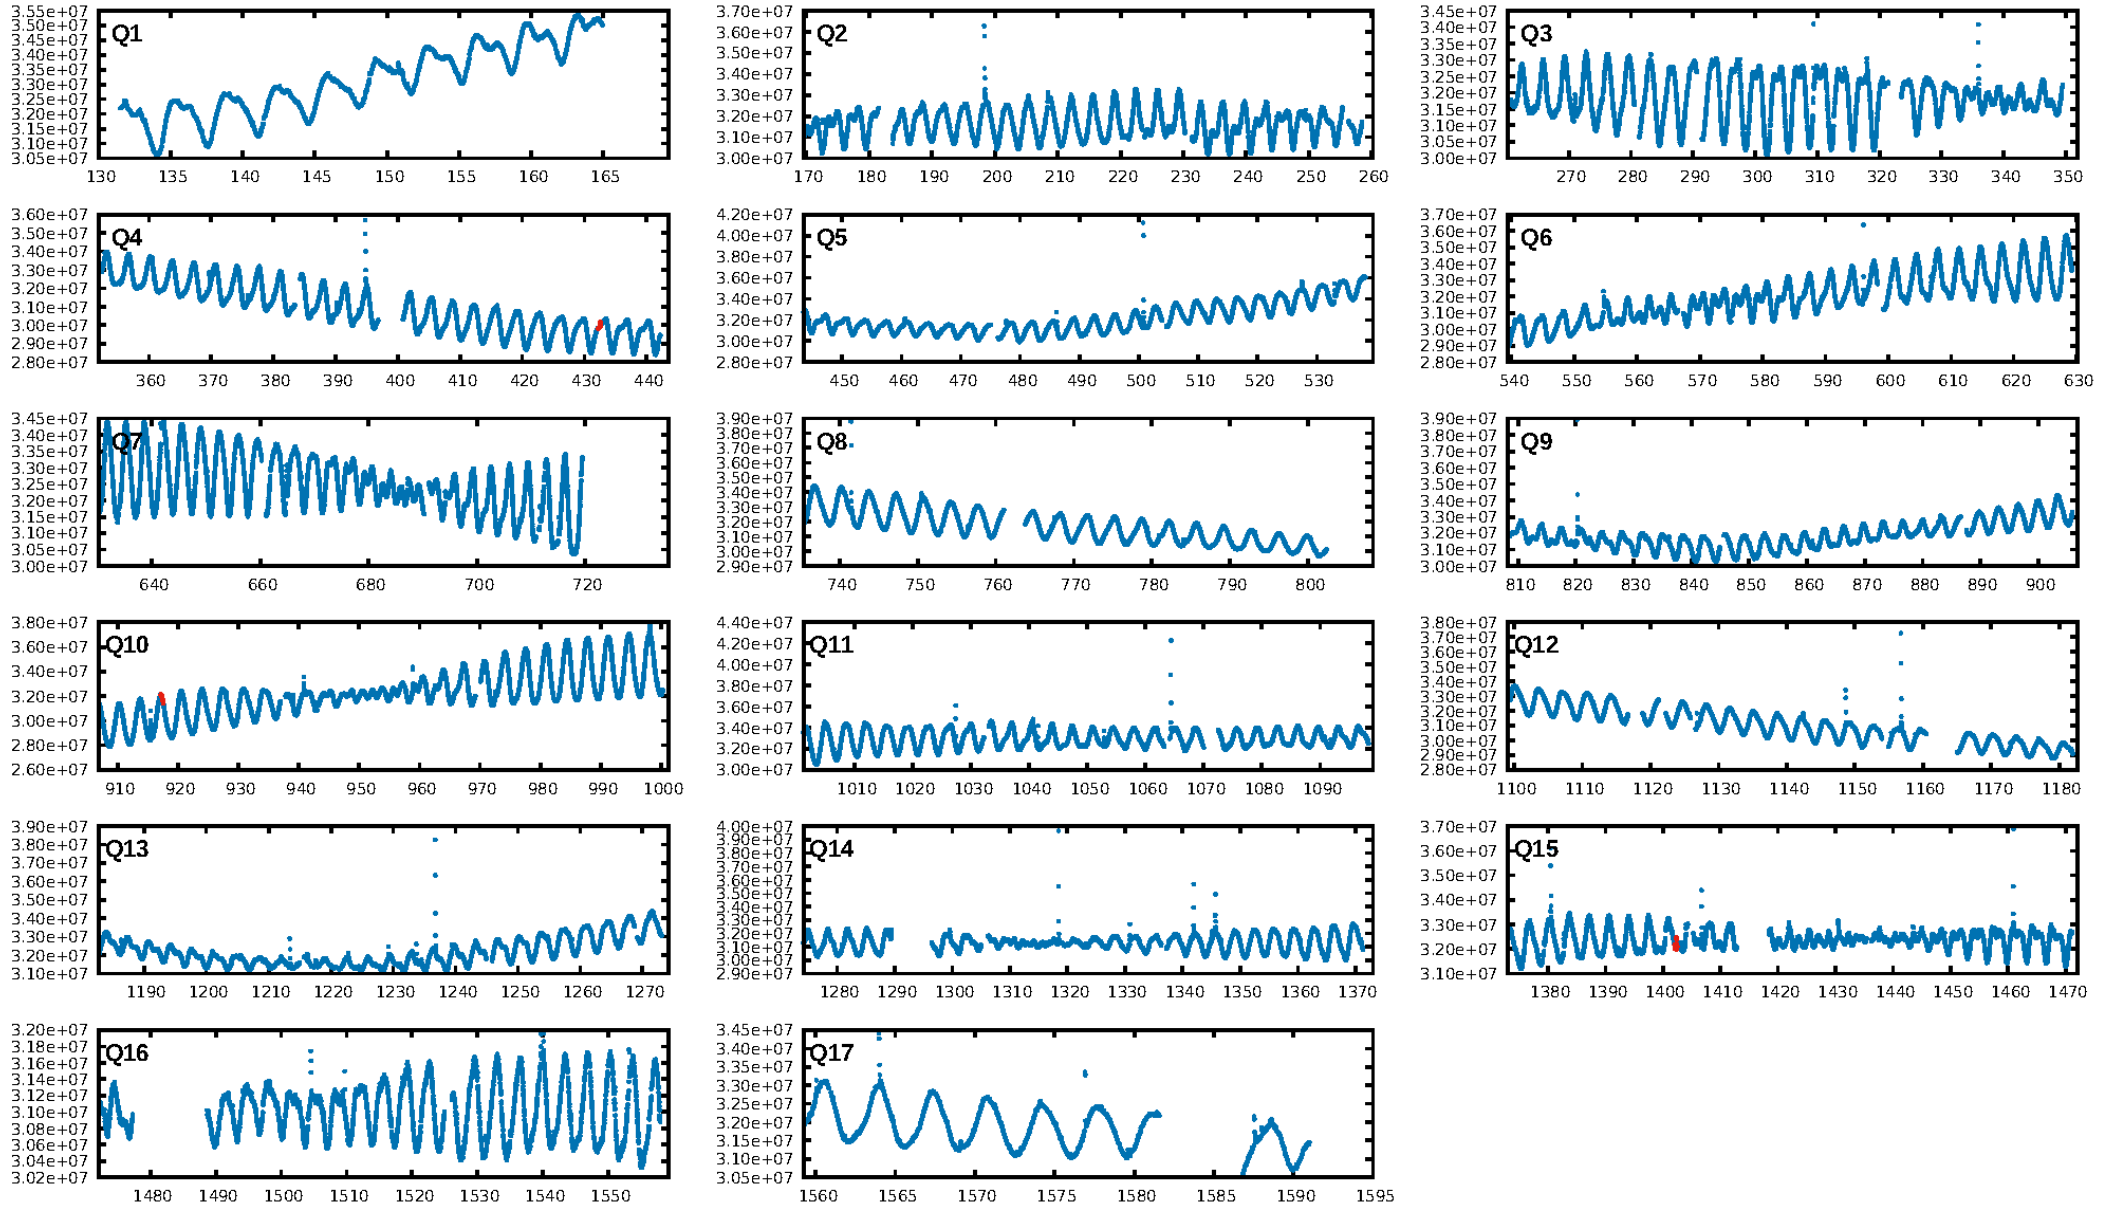 Q1
3.55e+07
3.50e+07
3.45e+07
3.40e+07
3.35e+07
3.30e+07
3.25e+07
3.20e+07
3.15e+07
3.10e+07
3.05e+07
130 135 140 145 150 155 160 165
Q2
3.70e+07
3.60e+07
3.50e+07
3.40e+07
3.30e+07
3.20e+07
3.10e+07
3.00e+07
170 180 190 200 210 220 230 240 250 260
Q3
3.45e+07
3.40e+07
3.35e+07
3.30e+07
3.25e+07
3.20e+07
3.15e+07
3.10e+07
3.05e+07
3.00e+07
270 280 290 300 310 320 330 340 350
Q4
3.60e+07
3.50e+07
3.40e+07
3.30e+07
3.20e+07
3.10e+07
3.00e+07
2.90e+07
2.80e+07
360 370 380 390 400 410 420 430 440
Q5
4.20e+07
4.00e+07
3.80e+07
3.60e+07
3.40e+07
3.20e+07
3.00e+07
2.80e+07
450 460 470 480 490 500 510 520 530
Q6
3.70e+07
3.60e+07
3.50e+07
3.40e+07
3.30e+07
3.20e+07
3.10e+07
3.00e+07
2.90e+07
2.80e+07
540 550 560 570 580 590 600 610 620 630
Q7
3.45e+07
3.40e+07
3.35e+07
3.30e+07
3.25e+07
3.20e+07
3.15e+07
3.10e+07
3.05e+07
3.00e+07
640 660 680 700 720
Q8
3.90e+07
3.80e+07
3.70e+07
3.60e+07
3.50e+07
3.40e+07
3.30e+07
3.20e+07
3.10e+07
3.00e+07
2.90e+07
740 750 760 770 780 790 800
Q9
3.90e+07
3.80e+07
3.70e+07
3.60e+07
3.50e+07
3.40e+07
3.30e+07
3.20e+07
3.10e+07
3.00e+07
810 820 830 840 850 860 870 880 890 900
Q10
3.80e+07
3.60e+07
3.40e+07
3.20e+07
3.00e+07
2.80e+07
2.60e+07
910 920 930 940 950 960 970 980 990 1000
Q11
4.40e+07
4.20e+07
4.00e+07
3.80e+07
3.60e+07
3.40e+07
3.20e+07
3.00e+07
1010 1020 1030 1040 1050 1060 1070 1080 1090
Q12
3.80e+07
3.70e+07
3.60e+07
3.50e+07
3.40e+07
3.30e+07
3.20e+07
3.10e+07
3.00e+07
2.90e+07
2.80e+07
1100 1110 1120 1130 1140 1150 1160 1170 1180
Q13
3.90e+07
3.80e+07
3.70e+07
3.60e+07
3.50e+07
3.40e+07
3.30e+07
3.20e+07
3.10e+07
1190 1200 1210 1220 1230 1240 1250 1260 1270
Q14
4.00e+07
3.90e+07
3.80e+07
3.70e+07
3.60e+07
3.50e+07
3.40e+07
3.30e+07
3.20e+07
3.10e+07
3.00e+07
2.90e+07
1280 1290 1300 1310 1320 1330 1340 1350 1360 1370
Q15
3.70e+07
3.60e+07
3.50e+07
3.40e+07
3.30e+07
3.20e+07
3.10e+07
1380 1390 1400 1410 1420 1430 1440 1450 1460 1470
Q16
3.20e+07
3.18e+07
3.16e+07
3.14e+07
3.12e+07
3.10e+07
3.08e+07
3.06e+07
3.04e+07
3.02e+07
1480 1490 1500 1510 1520 1530 1540 1550
Q17
3.45e+07
3.40e+07
3.35e+07
3.30e+07
3.25e+07
3.20e+07
3.15e+07
3.10e+07
3.05e+07
1560 1565 1570 1575 1580 1585 1590 1595